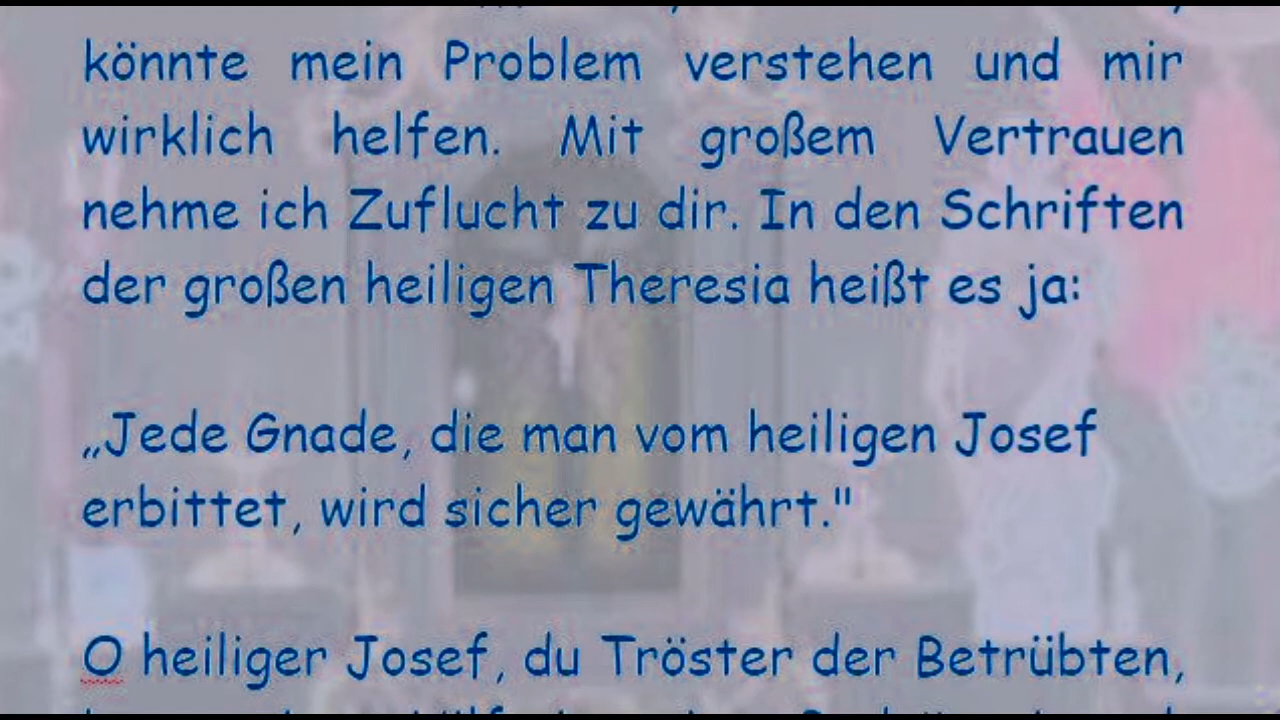 könnte mein Problem verstehen und mir
wirklich helfen. Mit großem Vertrauen
nehme ich Zuflucht zu dir. In den Schriften
der großen heiligen Theresia heißt es ja:
„Jede Gnade, die man vom heiligen Josef
erbittet, wird sicher gewährt."
O heiliger Josef, du Tröster der Betrübten,